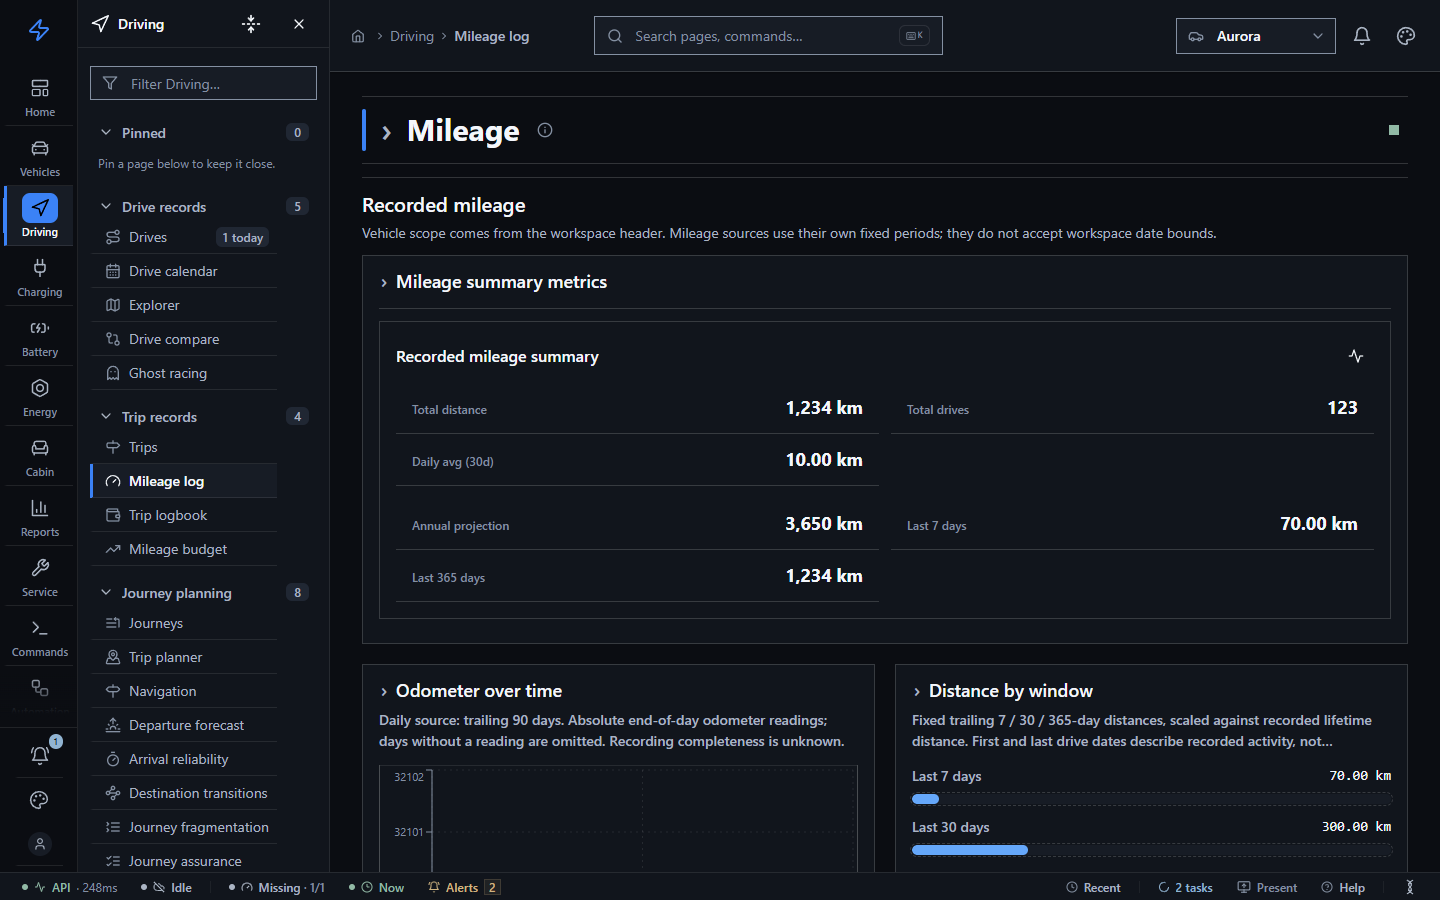 Home
Vehicles
Driving
Charging
Battery
Energy
Cabin
Reports
Service
Commands
1
Driving
Filter Driving...
Pinned 0
Pin a page below to keep it close.
Drive records 5
Drives 1 today
Drive calendar
Explorer
Drive compare
Ghost racing
Trip records 4
Trips
Mileage log
Trip logbook
Mileage budget
Journey planning 8
Journeys
Trip planner
Navigation
Departure forecast
Arrival reliability
Destination transitions
Journey fragmentation
Journey assurance
Driving Mileage log
Search pages, commands... K
Aurora
Mileage
Recorded mileage
Vehicle scope comes from the workspace header. Mileage sources use their own fixed periods; they do not accept workspace date bounds.
Mileage summary metrics
Recorded mileage summary
Total distance 1,234 km Total drives 123
Daily avg (30d) 10.00 km
Annual projection 3,650 km Last 7 days 70.00 km
Last 365 days 1,234 km
Odometer over time
Daily source: trailing 90 days. Absolute end-of-day odometer readings;
days without a reading are omitted. Recording completeness is unknown.
32102
32101
Distance by window
Fixed trailing 7 / 30 / 365-day distances, scaled against recorded lifetime
distance. First and last drive dates describe recorded activity, not...
Last 7 days 70.00 km
Last 30 days 300.00 km
API · 248ms Idle Missing · 1/1 Now Alerts 2 Recent 2 tasks Present Help